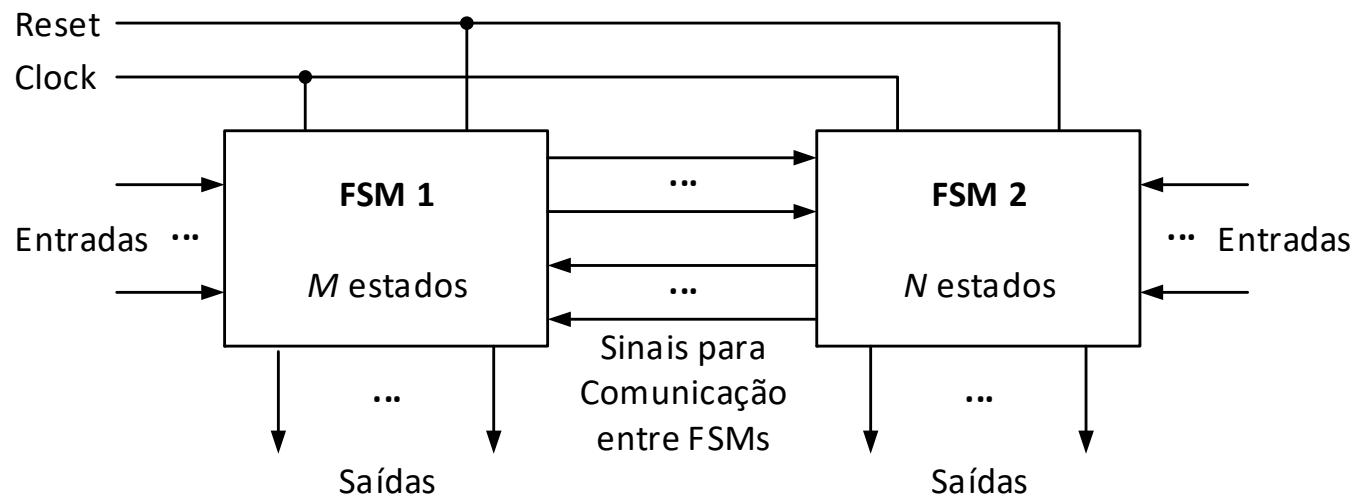 Reset
Clock
FSM 1
...
FSM 2
Entradas ...
M estados
...
N estados
... Entradas
Sinais para
Comunicação
entre FSMs
...
...
Saídas
Saídas